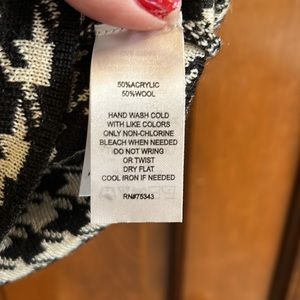 50%ACRYLIC
50%WOOL
HAND WASH COLD
WITH LIKE COLORS
ONLY NON-CHLORINE
BLEACH WHEN NEEDED
DO NOT WRING
OR TWIST
DRY FLAT
COOL IRON IF NEEDED
RN#75343